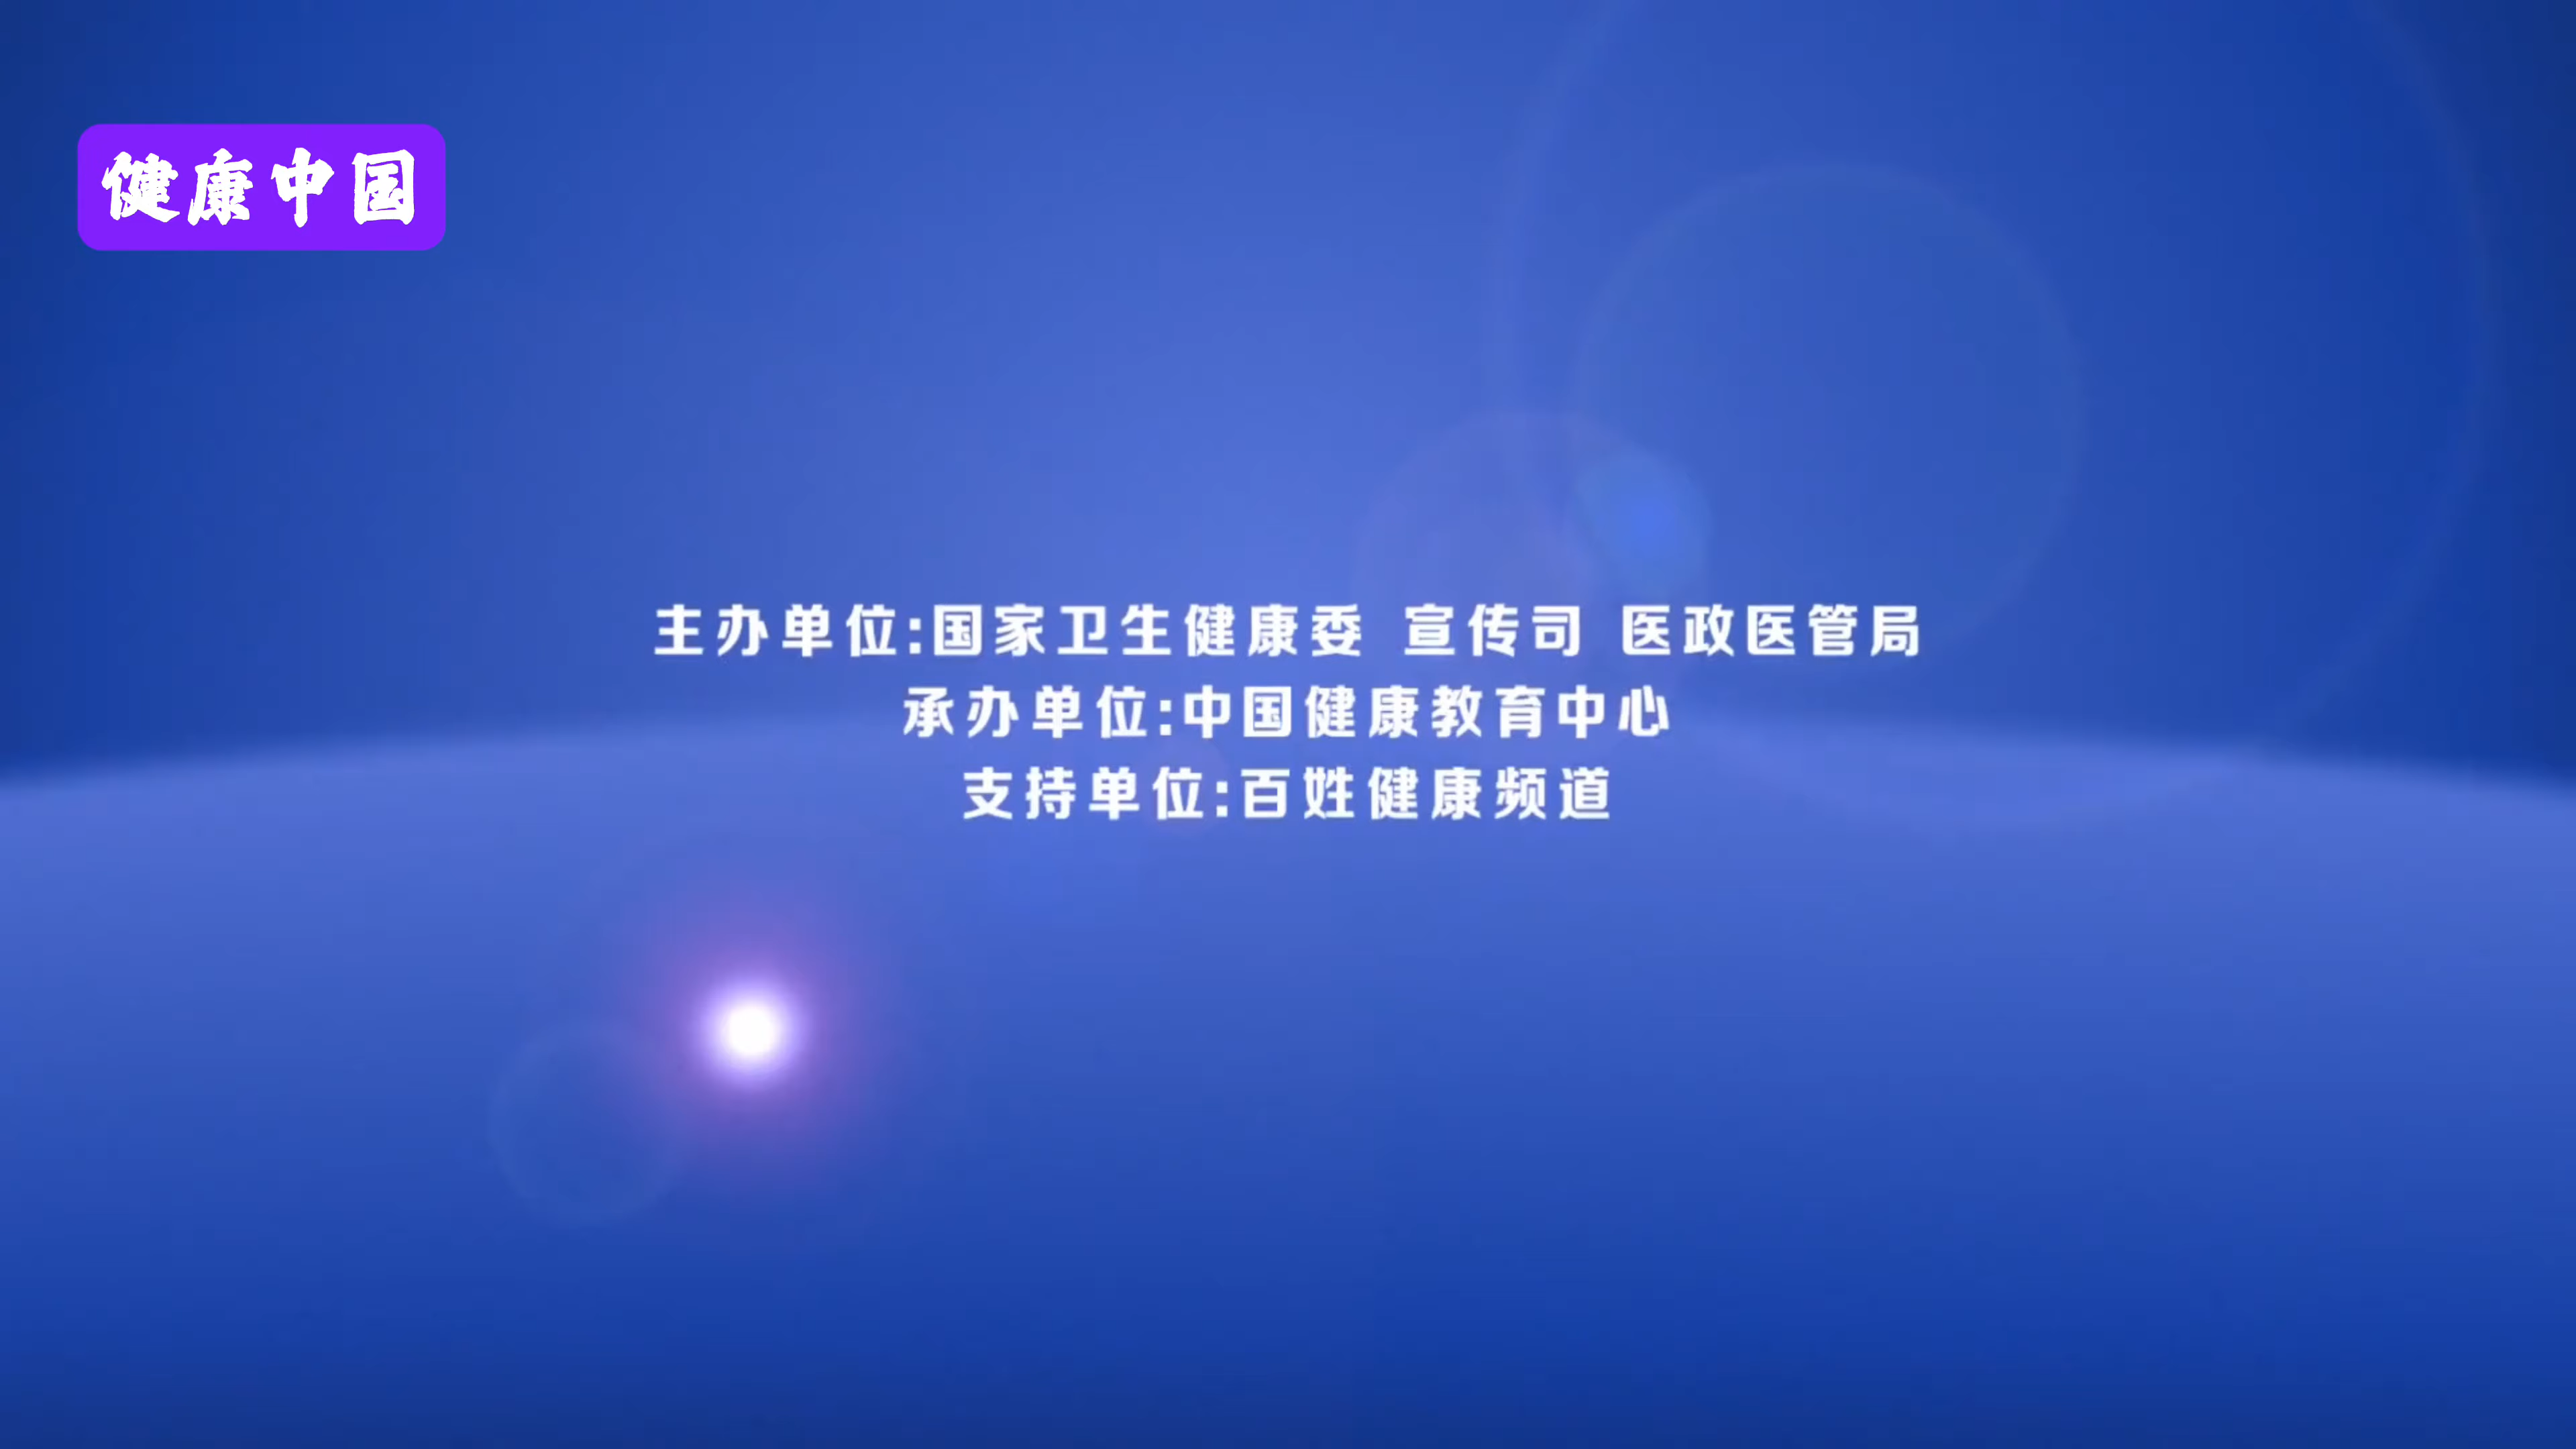 健康中国
主办单位:国家卫生健康委 宣传司 医政医管局
承办单位:中国健康教育中心
支持单位:百姓健康频道